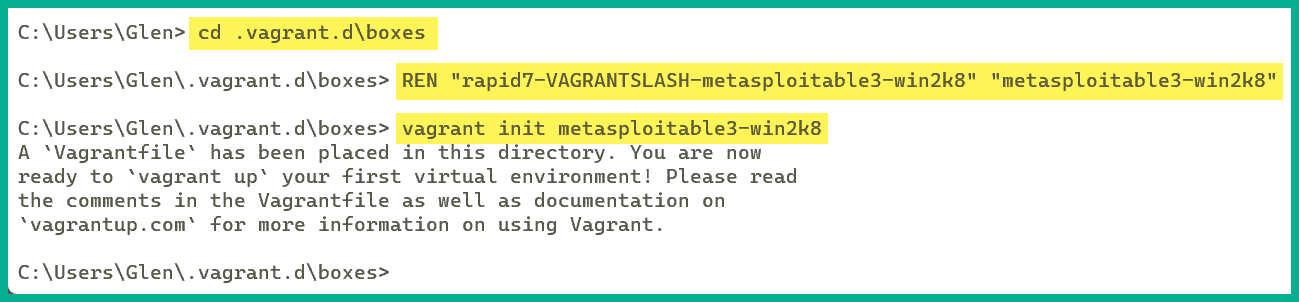 C:\Users\Glen> cd .vagrant.d\boxes
C:\Users\Glen\.vagrant.d\boxes> REN "rapid7-VAGRANTSLASH-metasploitable3-win2k8" "metasploitable3-win2k8"
C:\Users\Glen\.vagrant.d\boxes> vagrant init metasploitable3-win2k8
A `Vagrantfile` has been placed in this directory. You are now
ready to `vagrant up` your first virtual environment! Please read
the comments in the Vagrantfile as well as documentation on
`vagrantup.com` for more information on using Vagrant.
C:\Users\Glen\.vagrant.d\boxes>